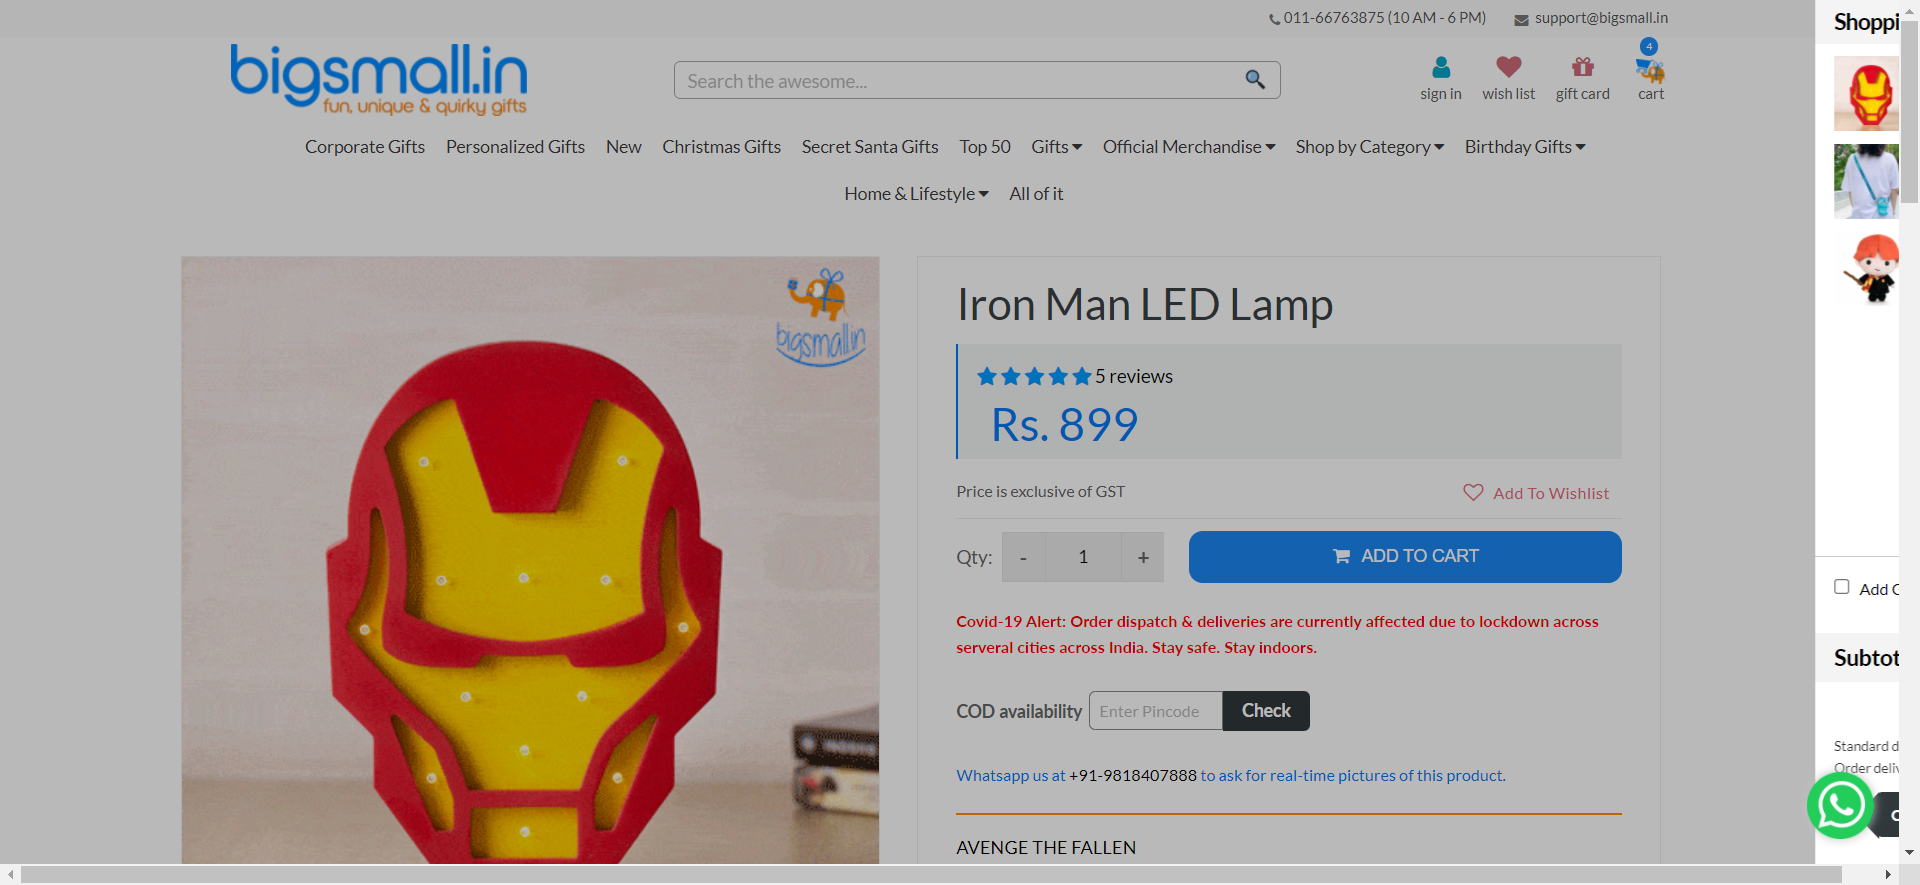 011-66763875 (10 AM - 6 PM)
support@bigsmall.in
Shoppi
bigsmall.in
fun, unique & quirky gifts
Search the awesome...
4
sign in
wish list
gift card
cart
Corporate Gifts
Personalized Gifts
New
Christmas Gifts
Secret Santa Gifts
Top 50
Gifts
Official Merchandise
Shop by Category
Birthday Gifts
Home & Lifestyle
All of it
bigsmall.in
Iron Man LED Lamp
5 reviews
Rs. 899
Price is exclusive of GST
Add To Wishlist
Qty:
-
1
+
ADD TO CART
Add
Covid-19 Alert: Order dispatch & deliveries are currently affected due to lockdown across
serveral cities across India. Stay safe. Stay indoors.
Subtot
COD availability
Enter Pincode
Check
Standard d
Order deliv
Whatsapp us at +91-9818407888 to ask for real-time pictures of this product.
AVENGE THE FALLEN